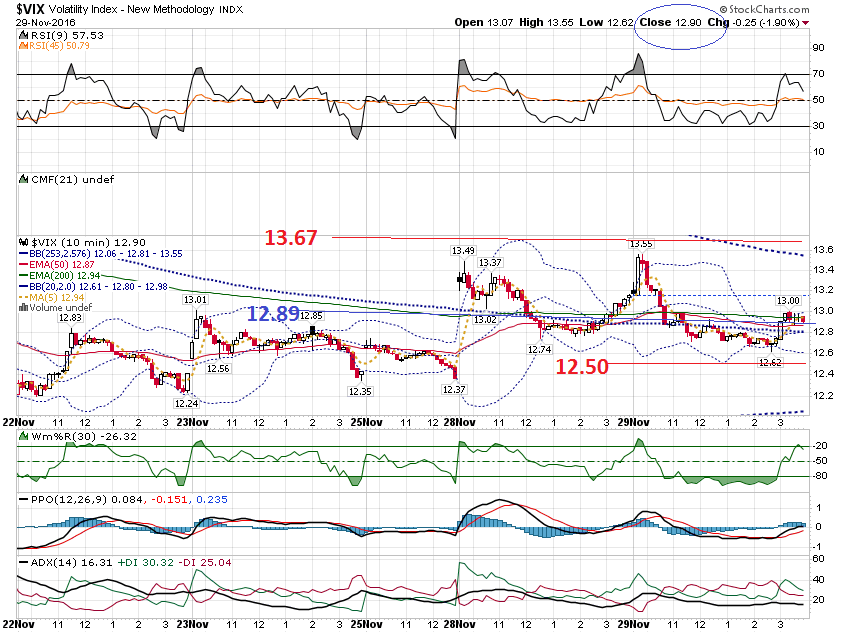 $VIX Volatility Index - New Methodology INDX
© StockCharts.com
29-Nov-2016
Open 13.07 High 13.55 Low 12.62 Close 12.90 Chg -0.25 (-1.90%)
RSI(9) 57.53
RSI(45) 50.79
90
70
50
30
10
CMF(21) undef
$VIX (10 min) 12.90
BB(253,2.576) 12.06 - 12.81 - 13.55
EMA(50) 12.87
EMA(200) 12.94
BB(20,2.0) 12.61 - 12.80 - 12.98
MA(5) 12.94
Volume undef
13.67
12.89
12.50
12.83
12.24
13.01
12.56
12.85
12.35
12.37
13.49
13.37
13.02
12.74
13.55
12.62
13.00
13.6
13.4
13.2
13.0
12.8
12.6
12.4
12.2
22Nov 11 12 1 2 3 23Nov 11 12 1 2 3 25Nov 11 12 28Nov 11 12 1 2 3 29Nov 11 12 1 2 3
Wm%R(30) -26.32
-20
-50
-80
PPO(12,26,9) 0.084, -0.151, 0.235
1
0
-1
ADX(14) 16.31 +DI 30.32 -DI 25.04
60
40
20
22Nov 11 12 1 2 3 23Nov 11 12 1 2 3 25Nov 11 12 28Nov 11 12 1 2 3 29Nov 11 12 1 2 3